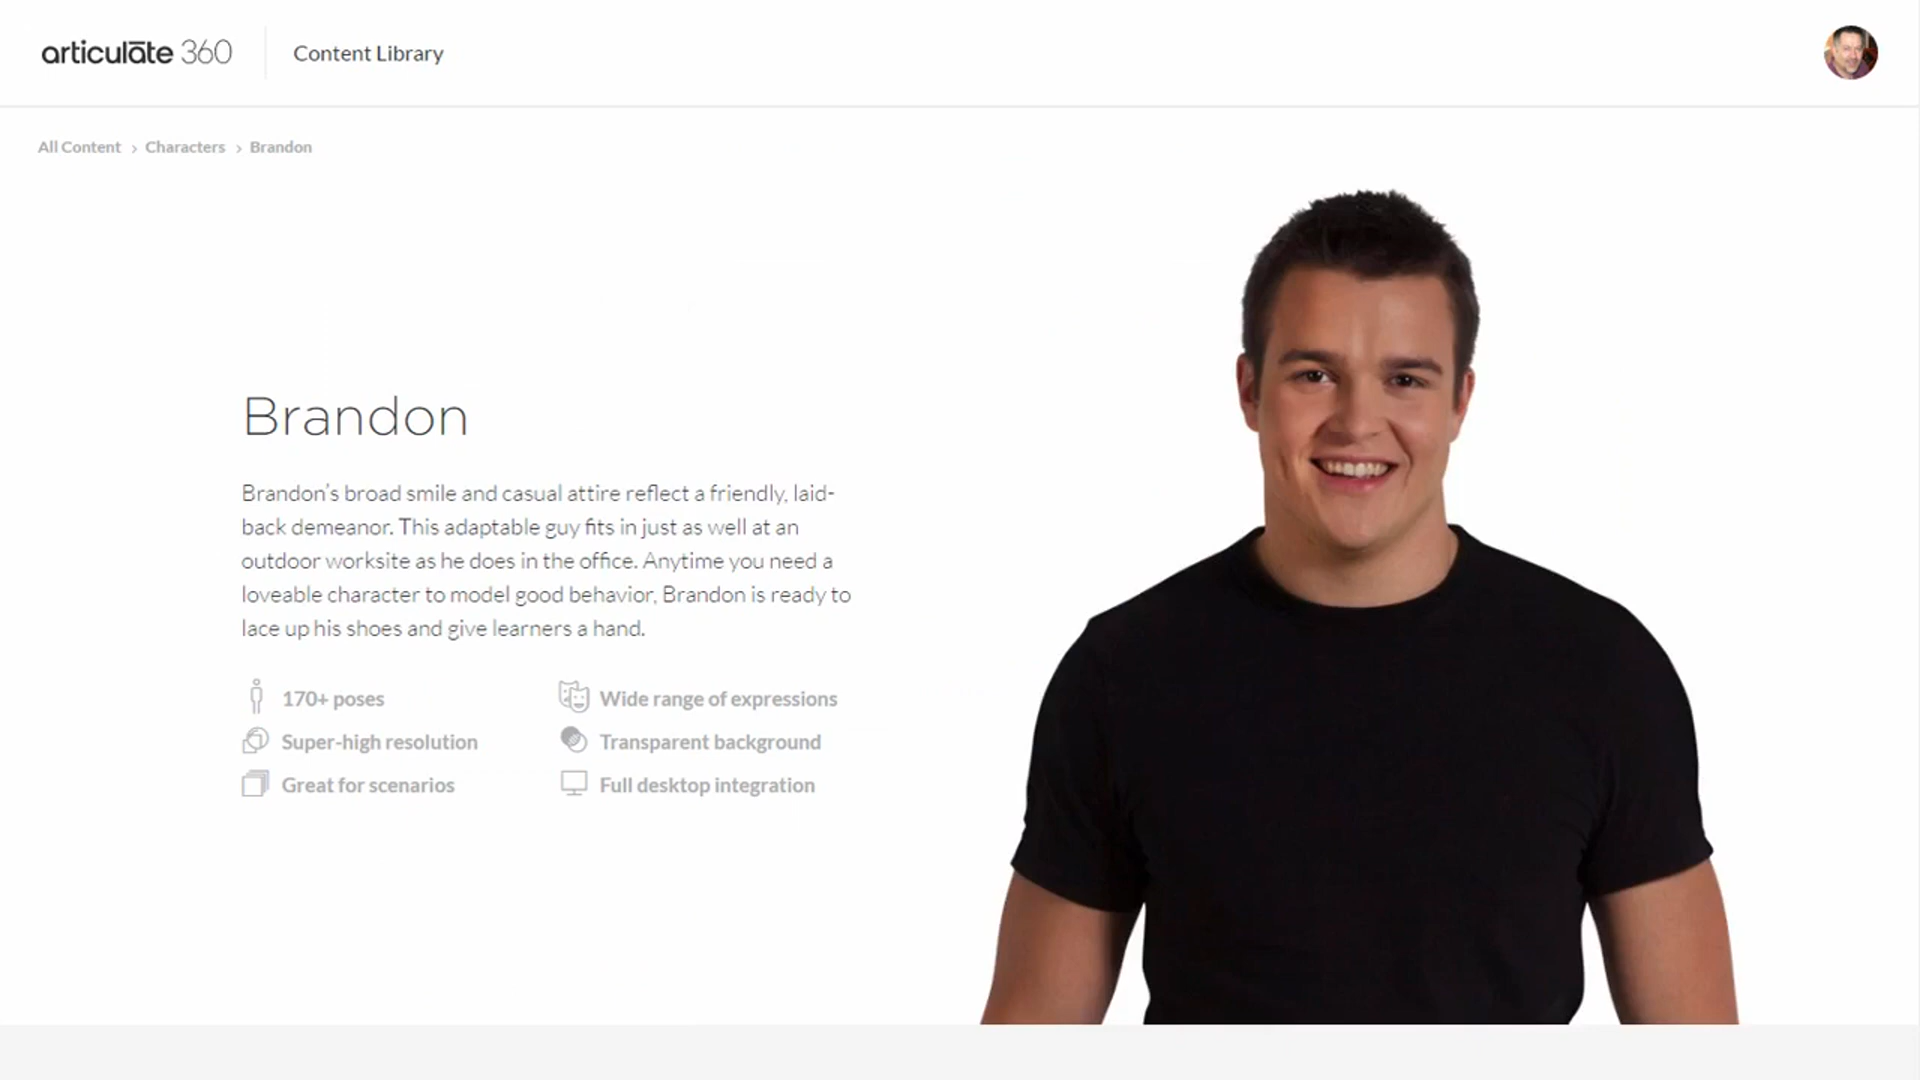 articulāte 360
Content Library
All Content › Characters › Brandon
Brandon
Brandon’s broad smile and casual attire reflect a friendly, laid-
back demeanor. This adaptable guy fits in just as well at an
outdoor worksite as he does in the office. Anytime you need a
loveable character to model good behavior, Brandon is ready to
lace up his shoes and give learners a hand.
170+ poses
Wide range of expressions
Super-high resolution
Transparent background
Great for scenarios
Full desktop integration